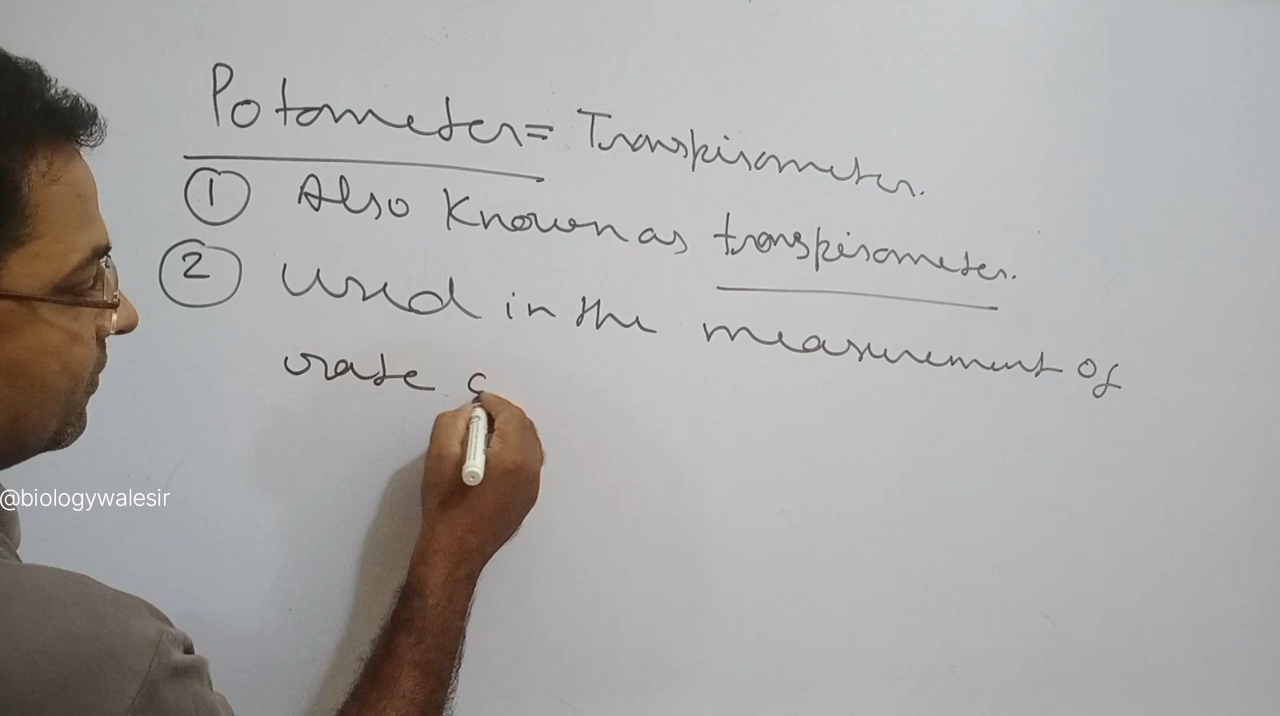 Potometer = Transpirometer.
① Also Known as transpirometer.
② Used in the measurement of
rate
@biologywalesir